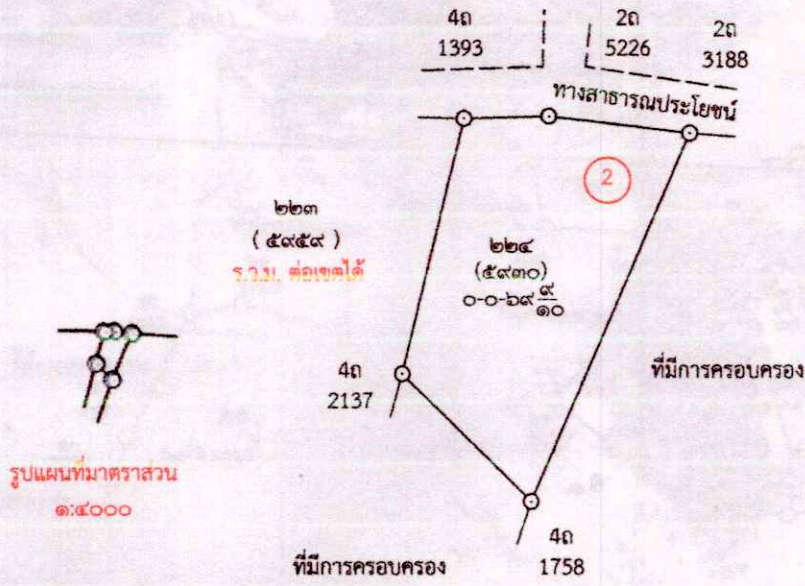 4ถ
1393
2ถ
5226
2ถ
3188
ทางสาธารณประโยชน์
2
๒๒๓
( ๕๙๕๙ )
ร.ว.ม. ต่อเขตได้
๒๒๔
(๕๙๓๐)
๐-๐-๖๙ ๙/๑๐
4ถ
2137
ที่มีการครอบครอง
รูปแผนที่มาตราส่วน
๑:๔๐๐๐
4ถ
1758
ที่มีการครอบครอง